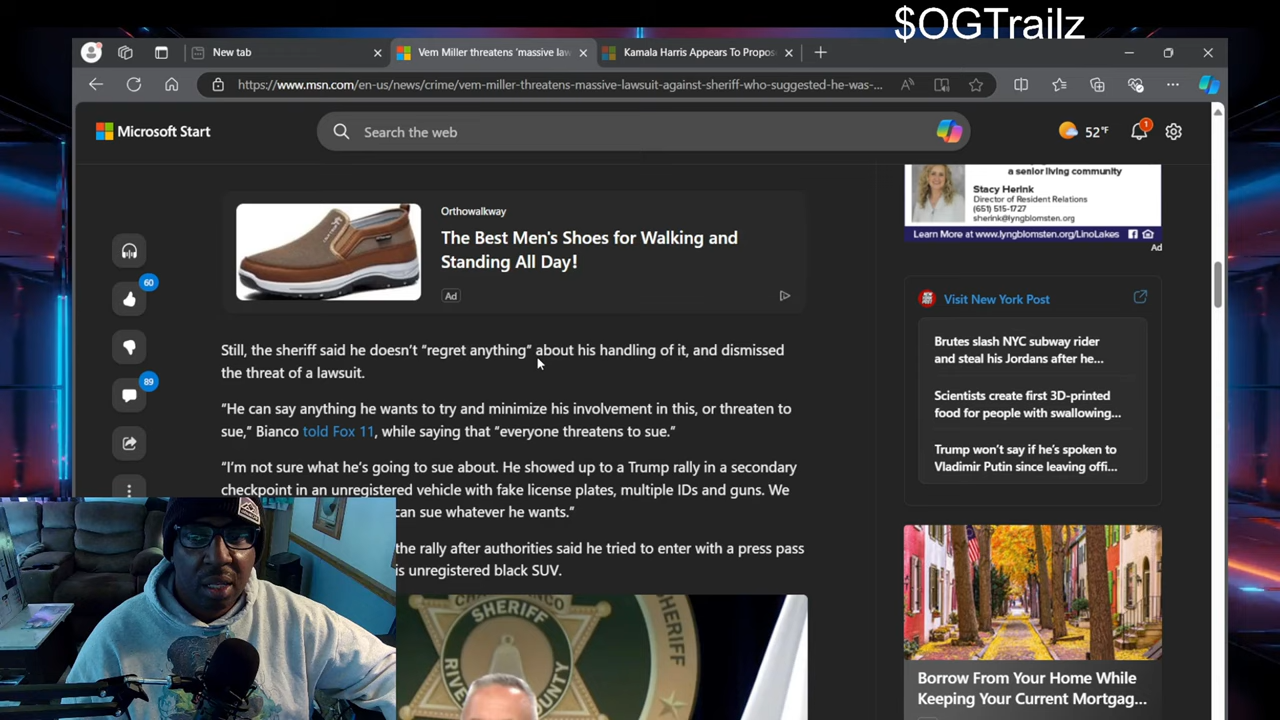 $OGTrailz
New tab
Vem Miller threatens ‘massive law
Kamala Harris Appears To Propos
https://www.msn.com/en-us/news/crime/vem-miller-threatens-massive-lawsuit-against-sheriff-who-suggested-he-was-...
Microsoft Start
Search the web
52°F
1
a senior living community
Stacy Herink
Director of Resident Relations
(651) 515-1727
sherink@lyngblomsten.org
Learn More at www.lyngblomsten.org/LinoLakes
Ad
Orthowalkway
The Best Men's Shoes for Walking and
Standing All Day!
Ad
60
89
Still, the sheriff said he doesn’t “regret anything” about his handling of it, and dismissed
the threat of a lawsuit.
“He can say anything he wants to try and minimize his involvement in this, or threaten to
sue,” Bianco told Fox 11, while saying that “everyone threatens to sue.”
“I’m not sure what he’s going to sue about. He showed up to a Trump rally in a secondary
checkpoint in an unregistered vehicle with fake license plates, multiple IDs and guns. We
can sue whatever he wants.”
the rally after authorities said he tried to enter with a press pass
is unregistered black SUV.
SHERIFF
Visit New York Post
Brutes slash NYC subway rider
and steal his Jordans after he...
Scientists create first 3D-printed
food for people with swallowing...
Trump won’t say if he’s spoken to
Vladimir Putin since leaving offi...
Borrow From Your Home While
Keeping Your Current Mortgag...